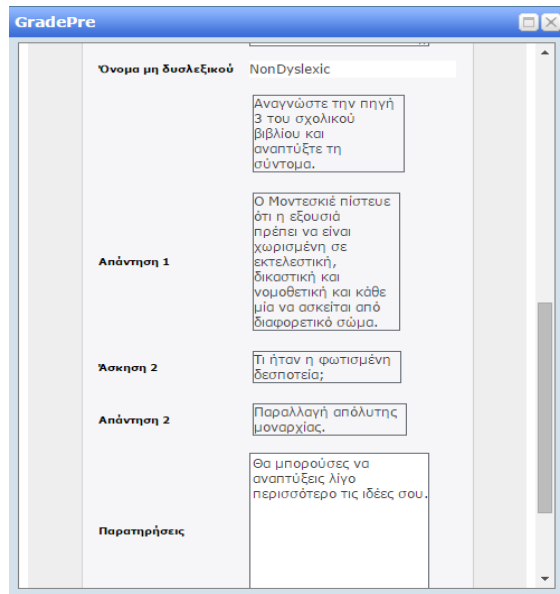 GradePre
Όνομα μη δυσλεξικού NonDyslexic
Αναγνώστε την πηγή
3 του σχολικού
βιβλίου και
αναπτύξτε τη
σύντομα.
Απάντηση 1
Ο Μοντεσκιέ πίστευε
ότι η εξουσιά
πρέπει να είναι
χωρισμένη σε
εκτελεστική,
δικαστική και
νομοθετική και κάθε
μία να ασκείται από
διαφορετικό σώμα.
Άσκηση 2
Τι ήταν η φωτισμένη
δεσποτεία;
Απάντηση 2
Παραλλαγή απόλυτης
μοναρχίας.
Παρατηρήσεις
Θα μπορούσες να
αναπτύξεις λίγο
περισσότερο τις ιδέες σου.